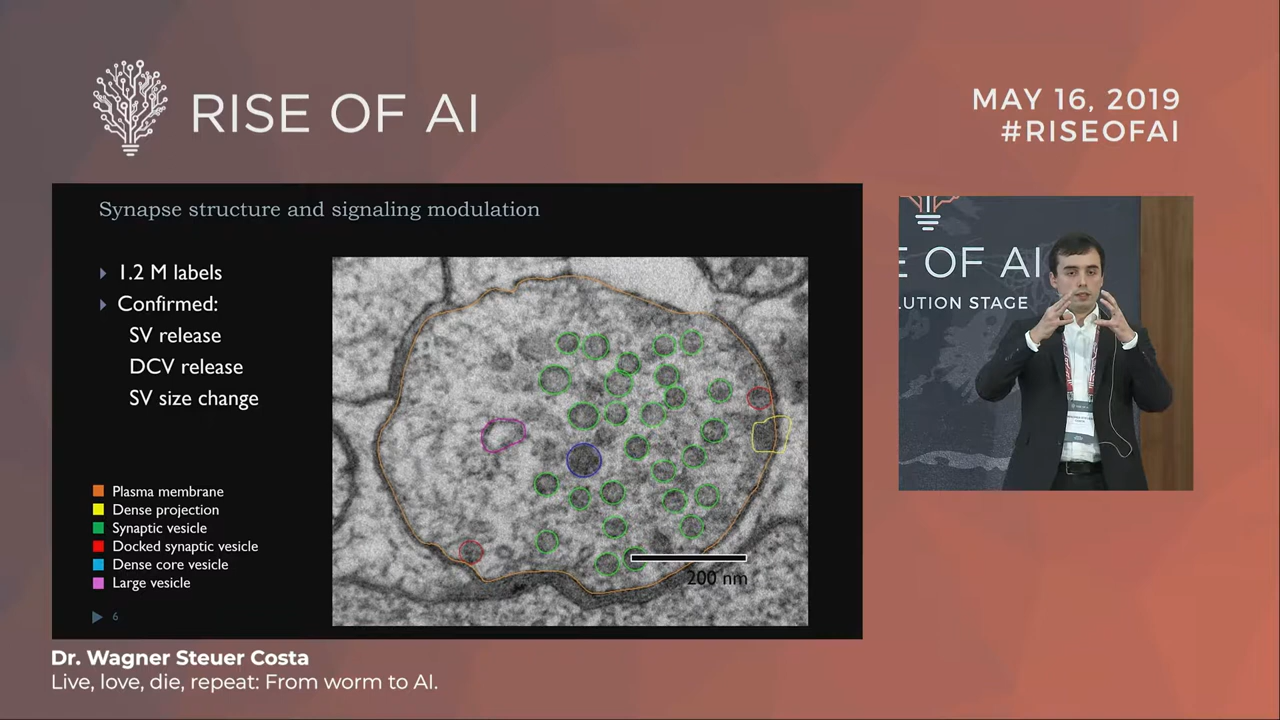 RISE OF AI
MAY 16, 2019
#RISEOFAI
Synapse structure and signaling modulation
1.2 M labels
Confirmed:
SV release
DCV release
SV size change
Plasma membrane
Dense projection
Synaptic vesicle
Docked synaptic vesicle
Dense core vesicle
Large vesicle
6
200 nm
E OF AI
LUTION STAGE
Dr. Wagner Steuer Costa
Live, love, die, repeat: From worm to AI.